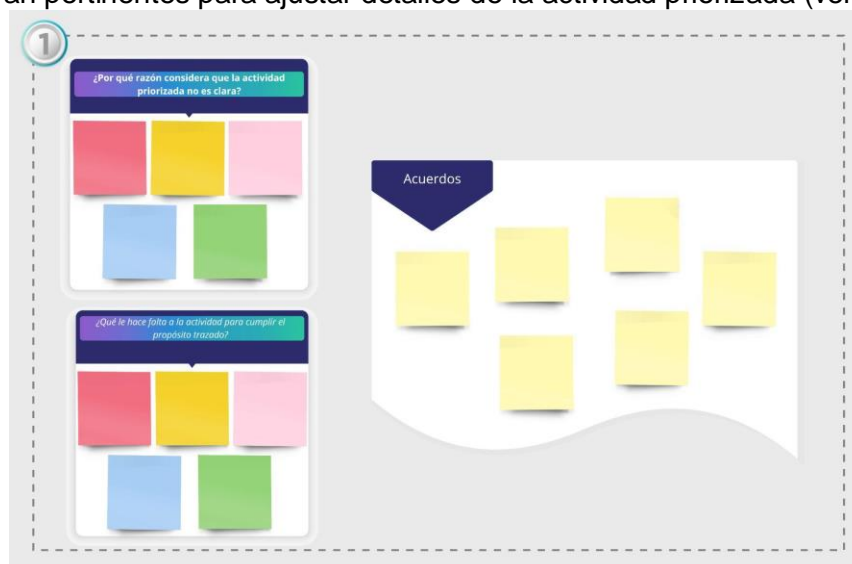 an pertinentes para ajustar detalles de la actividad priorizada (ver
1
¿Por qué razón considera que la actividad
priorizada no es clara?
Acuerdos
¿Qué le hace falta a la actividad para cumplir el
propósito trazado?